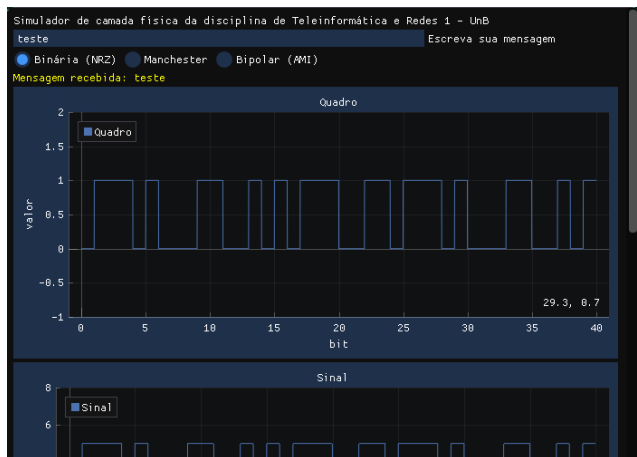 Simulador de camada física da disciplina de Teleinformática e Redes 1 - UnB
teste Escreva sua mensagem
Binária (NRZ) Manchester Bipolar (AMI)
Mensagem recebida: teste
Quadro
2
Quadro
1.5
1
0.5
0
-0.5
-1
valor
29.3, 0.7
0 5 10 15 20 25 30 35 40
bit
Sinal
8
Sinal
6